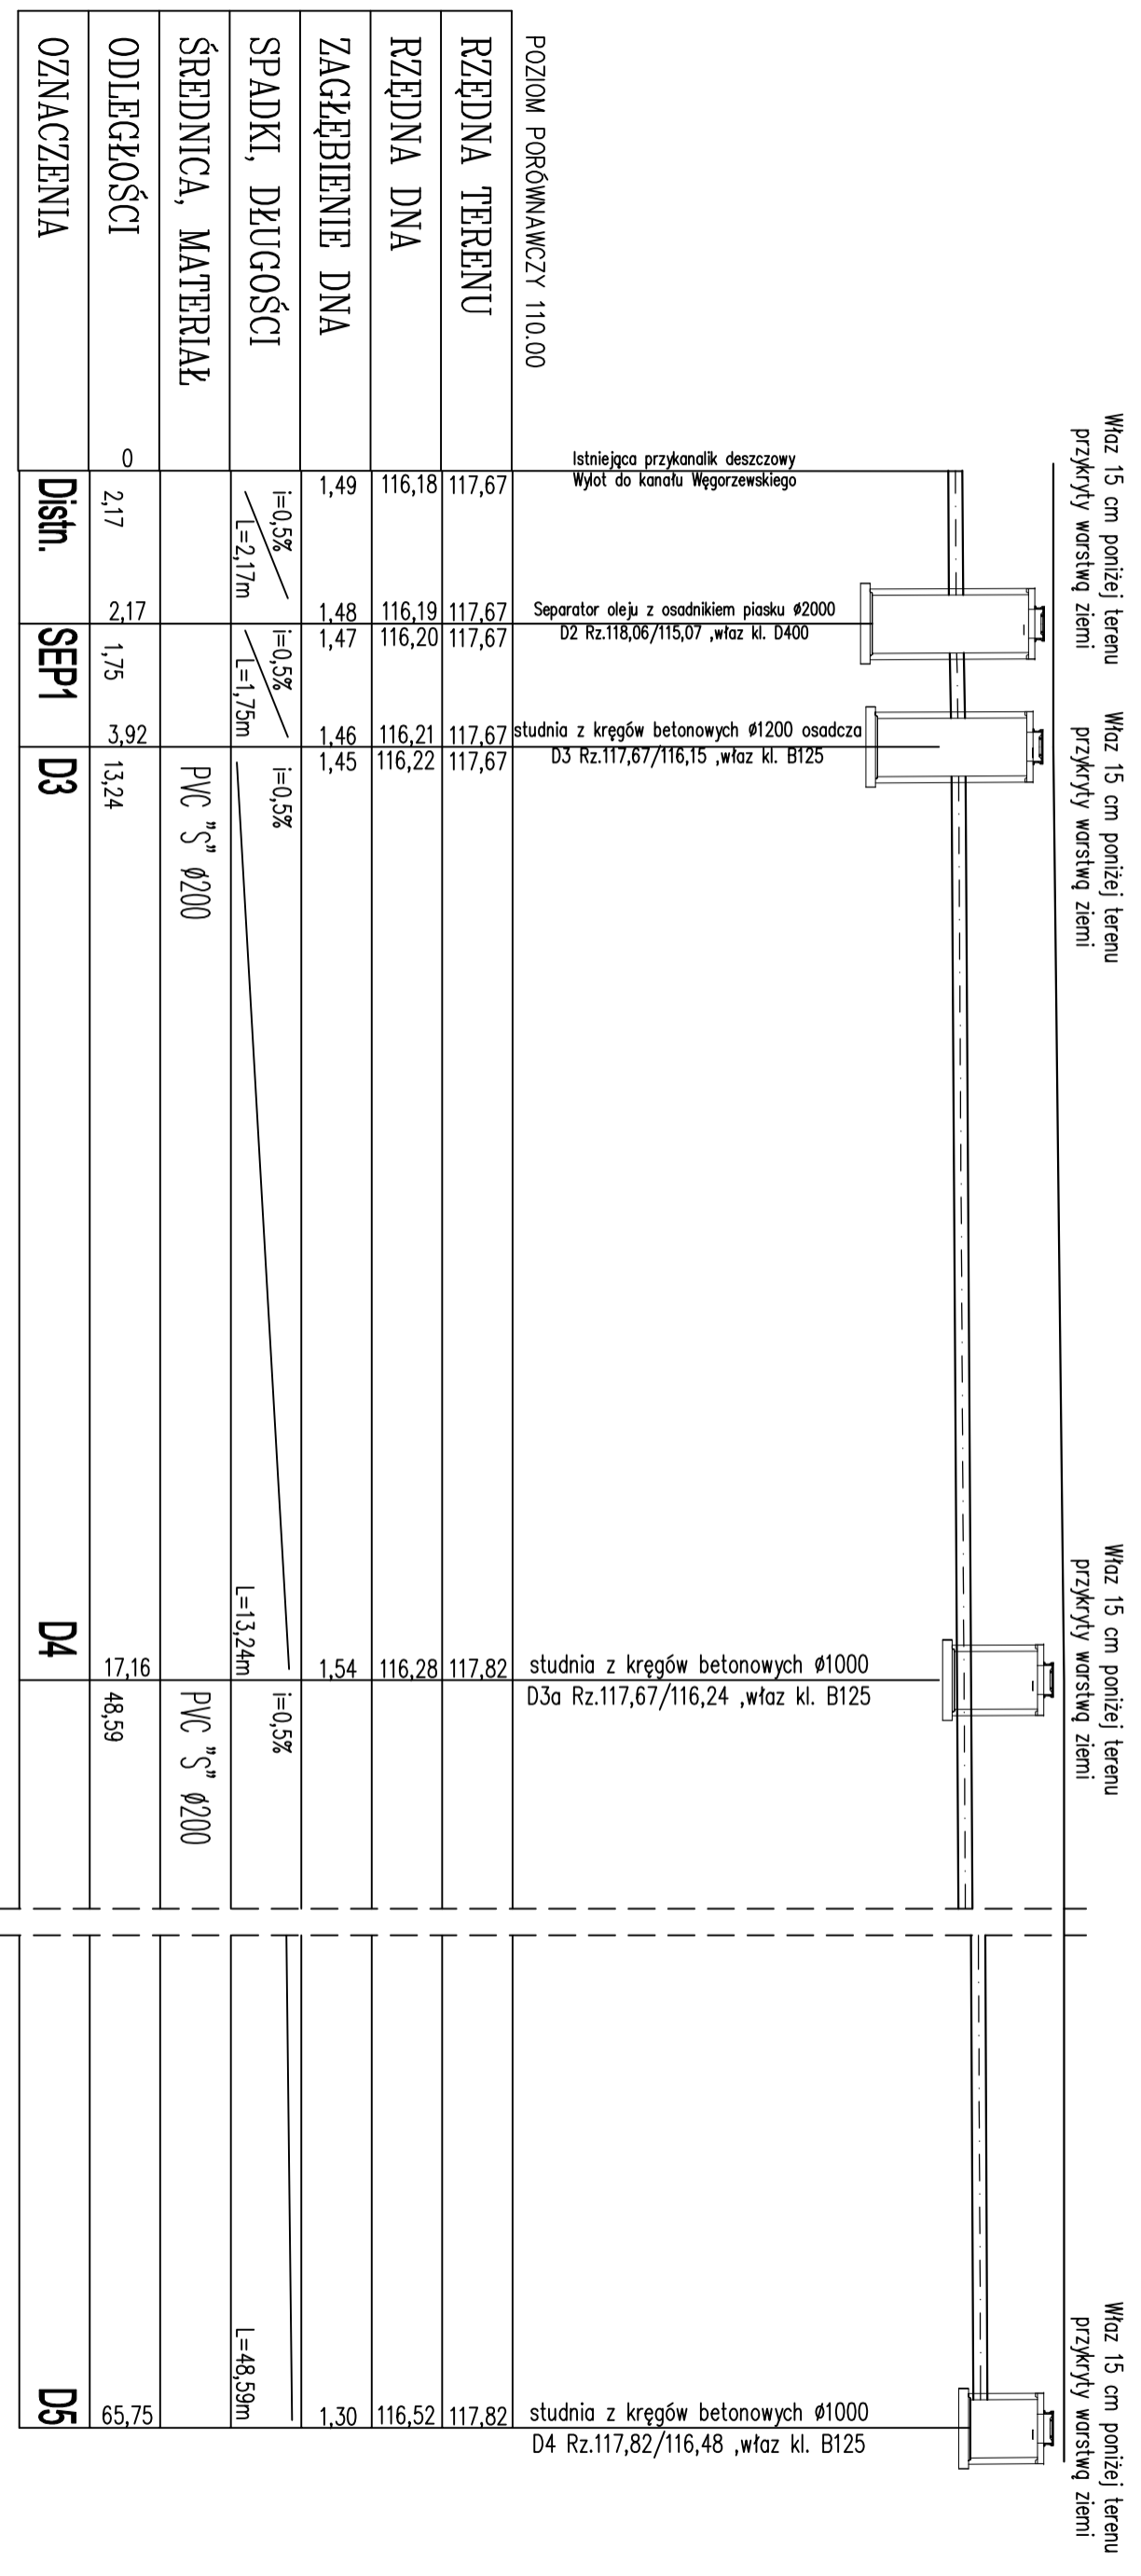 Właz 15 cm poniżej terenu
przykryty warstwą ziemi
Właz 15 cm poniżej terenu
przykryty warstwą ziemi
Właz 15 cm poniżej terenu
przykryty warstwą ziemi
Właz 15 cm poniżej terenu
przykryty warstwą ziemi
Istniejąca przykanalik deszczowy
Wylot do kanału Węgorzewskiego
Separator oleju z osadnikiem piasku ø2000
D2 Rz.118,06/115,07 ,właz kl. D400
studnia z kręgów betonowych ø1200 osadcza
D3 Rz.117,67/116,15 ,właz kl. B125
studnia z kręgów betonowych ø1000
D3a Rz.117,67/116,24 ,właz kl. B125
studnia z kręgów betonowych ø1000
D4 Rz.117,82/116,48 ,właz kl. B125
POZIOM PORÓWNAWCZY 110.00
RZĘDNA TERENU
117,67
117,67
117,67
117,67
117,67
117,82
117,82
RZĘDNA DNA
116,18
116,19
116,20
116,21
116,22
116,28
116,52
ZAGŁĘBIENIE DNA
1,49
1,48
1,47
1,46
1,45
1,54
1,30
SPADKI, DŁUGOŚCI
i=0,5%
L=2,17m
i=0,5%
L=1,75m
i=0,5%
L=13,24m
i=0,5%
L=48,59m
ŚREDNICA, MATERIAŁ
PVC "S" ø200
PVC "S" ø200
ODLEGŁOŚCI
0
2,17
2,17
1,75
3,92
13,24
17,16
48,59
65,75
OZNACZENIA
Distn.
SEP1
D3
D4
D5